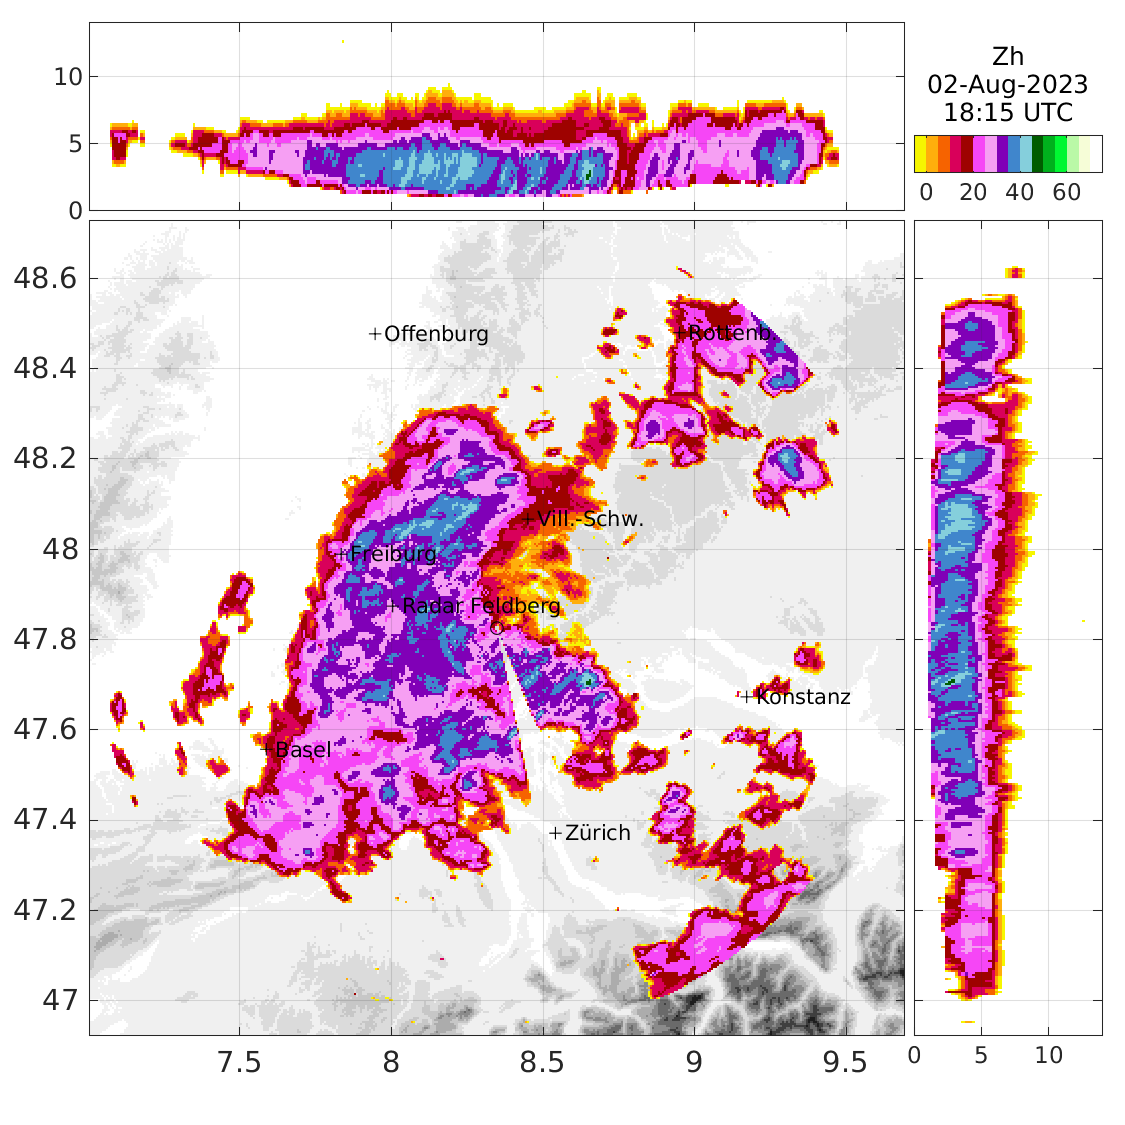 Zh
02-Aug-2023
18:15 UTC
0 20 40 60
10
5
0
48.6
48.4
48.2
48
47.8
47.6
47.4
47.2
47
+Offenburg
+Rottenb.
+Vill.-Schw.
+Freiburg
+Radar Feldberg
+Konstanz
+Basel
+Zürich
7.5 8 8.5 9 9.5
0 5 10